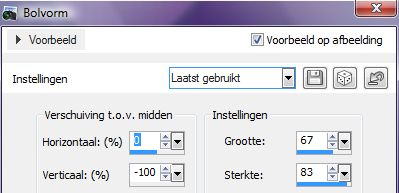 Bolvorm
Voorbeeld
Voorbeeld op afbeelding
Instellingen
Laatst gebruikt
Verschuiving t.o.v. midden
Instellingen
Horizontaal: (%) 0
Grootte: 67
Verticaal: (%) -100
Sterkte: 83